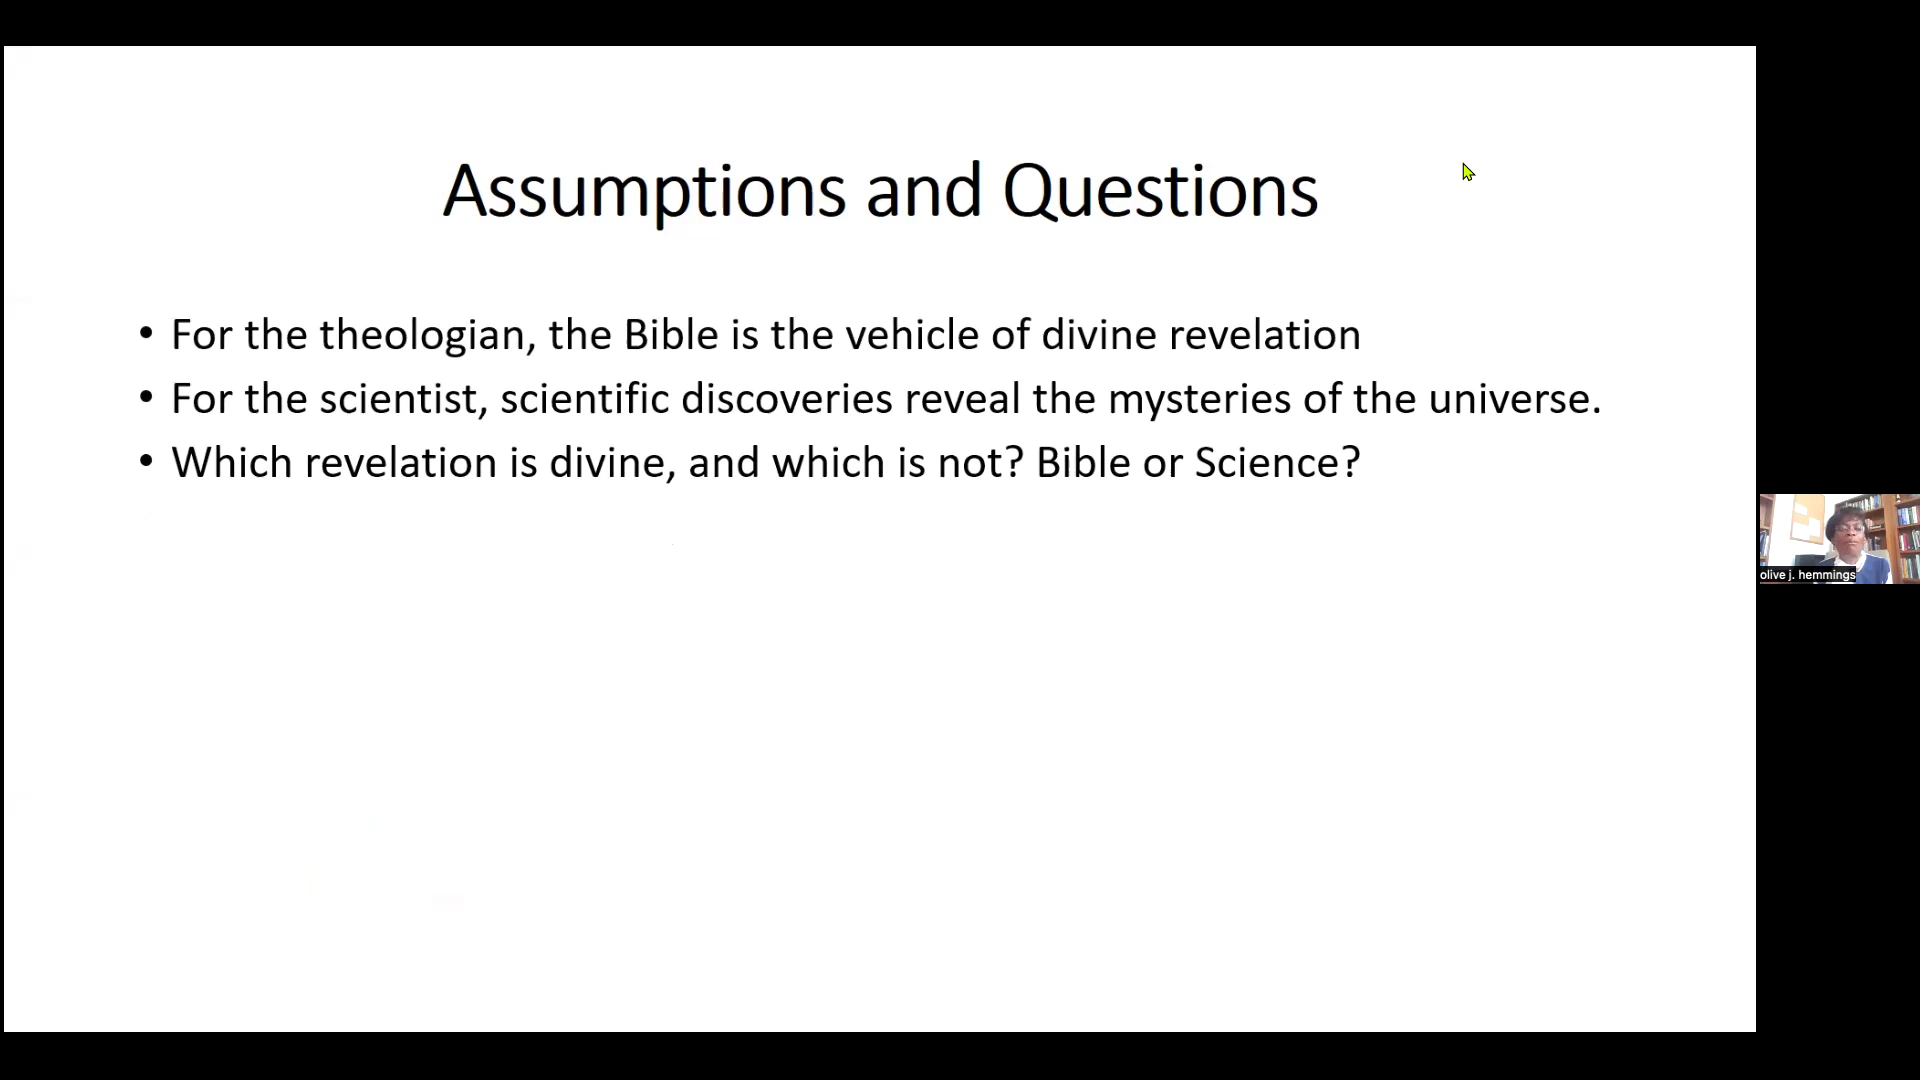 Assumptions and Questions
• For the theologian, the Bible is the vehicle of divine revelation
• For the scientist, scientific discoveries reveal the mysteries of the universe.
• Which revelation is divine, and which is not? Bible or Science?
olive j. hemmings